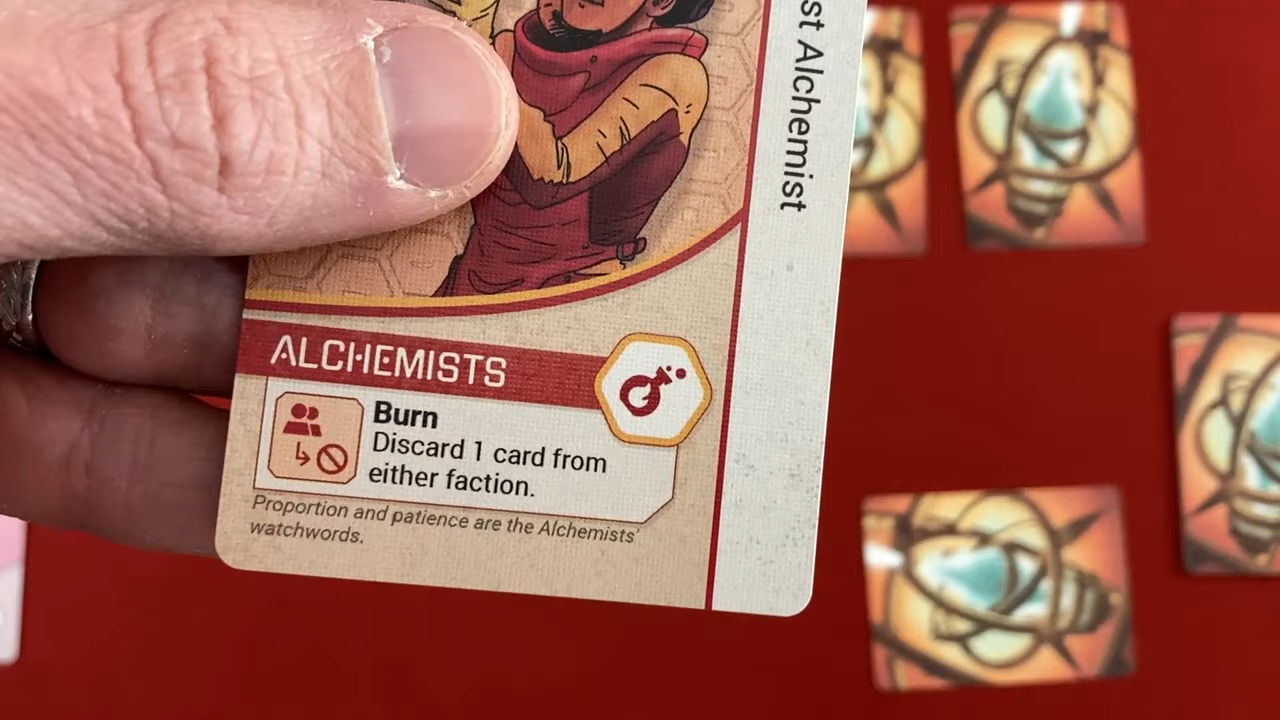 st Alchemist
ALCHEMISTS
Burn
Discard 1 card from
either faction.
Proportion and patience are the Alchemists'
watchwords.